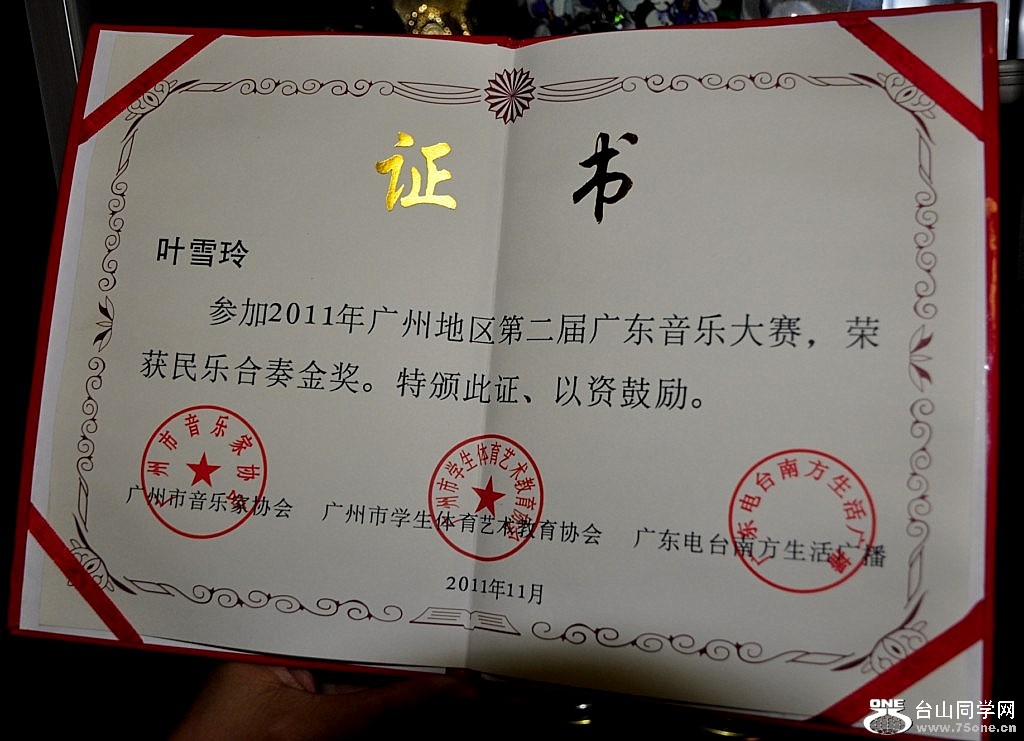 证书
叶雪玲
参加2011年广州地区第二届广东音乐大赛，荣
获民乐合奏金奖。特颁此证、以资鼓励。
广州市音乐家协会
广州市学生体育艺术教育协会
广东电台南方生活广播
广州市音乐家协会 广州市学生体育艺术教育协会 广东电台南方生活广播
2011年11月
ONE
台山同学网
www.75one.cn